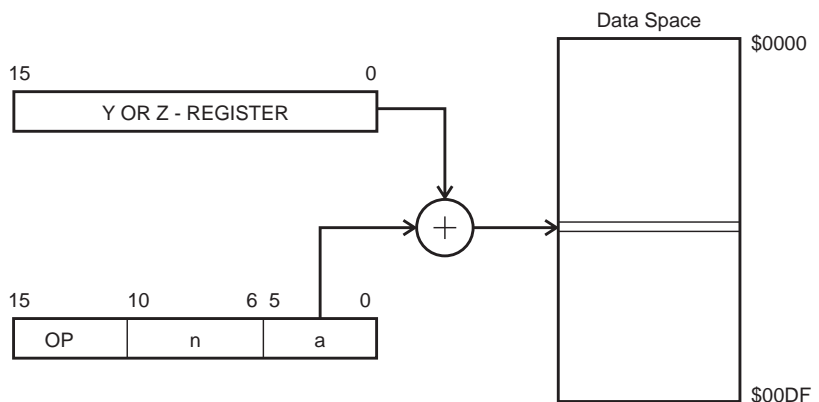 Data Space
$0000
15 0
Y OR Z - REGISTER
+
15 10 6 5 0
OP n a
$00DF